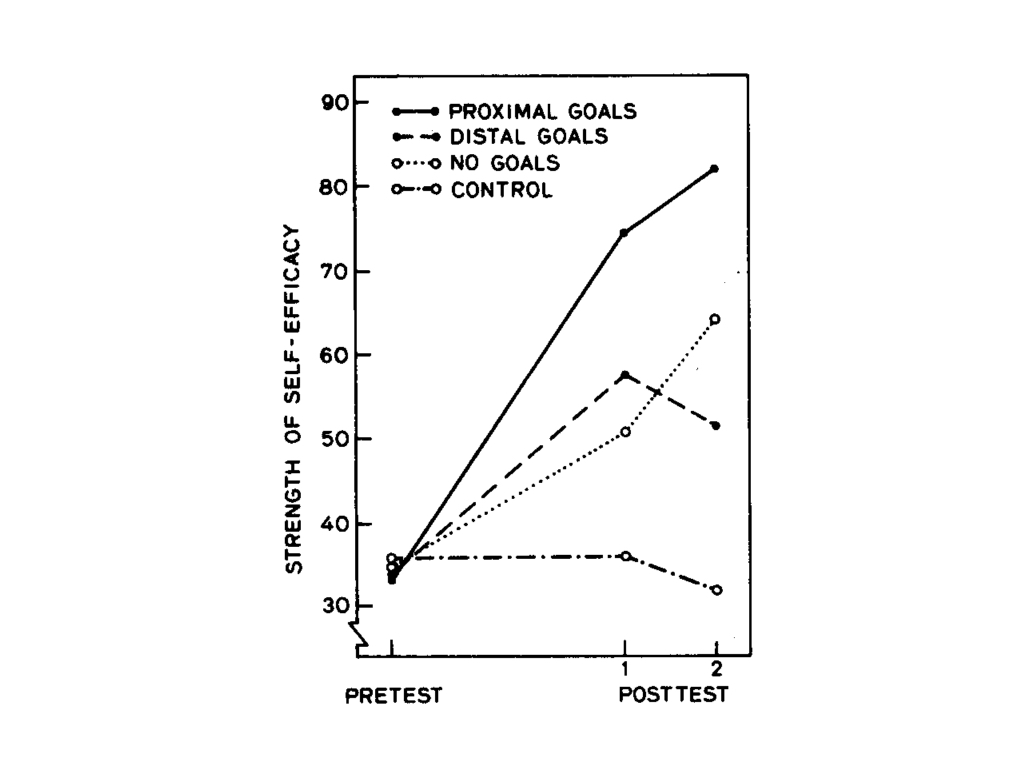 90
80
70
60
50
40
30
STRENGTH OF SELF-EFFICACY
PROXIMAL GOALS
DISTAL GOALS
NO GOALS
CONTROL
1 2
PRETEST POSTTEST